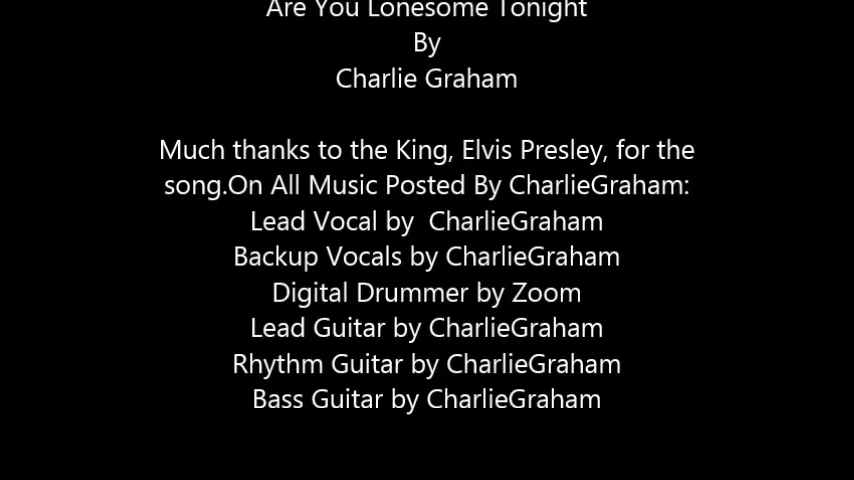 Are You Lonesome Tonight
By
Charlie Graham
Much thanks to the King, Elvis Presley, for the
song.On All Music Posted By CharlieGraham:
Lead Vocal by  CharlieGraham
Backup Vocals by CharlieGraham
Digital Drummer by Zoom
Lead Guitar by CharlieGraham
Rhythm Guitar by CharlieGraham
Bass Guitar by CharlieGraham